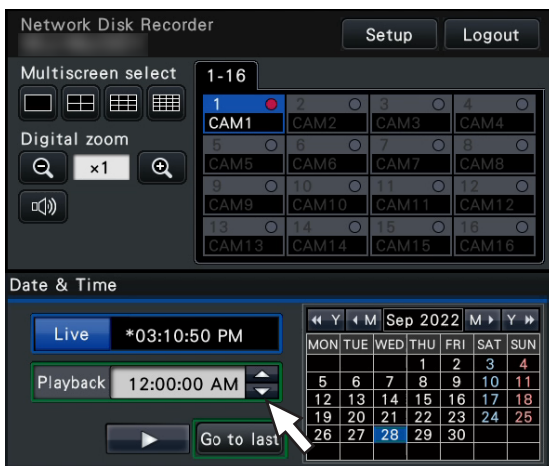 Network Disk Recorder
Setup Logout
Multiscreen select
1-16
1 2 3 4
CAM1 CAM2 CAM3 CAM4
Digital zoom
5 6 7 8
CAM5 CAM6 CAM7 CAM8
×1
9 10 11 12
CAM9 CAM10 CAM11 CAM12
13 14 15 16
CAM13 CAM14 CAM15 CAM16
Date & Time
Live *03:10:50 PM
Playback 12:00:00 AM
Go to last
Y M Sep 2022 M Y
MON TUE WED THU FRI SAT SUN
1 2 3 4
5 6 7 8 9 10 11
12 13 14 15 16 17 18
19 20 21 22 23 24 25
26 27 28 29 30